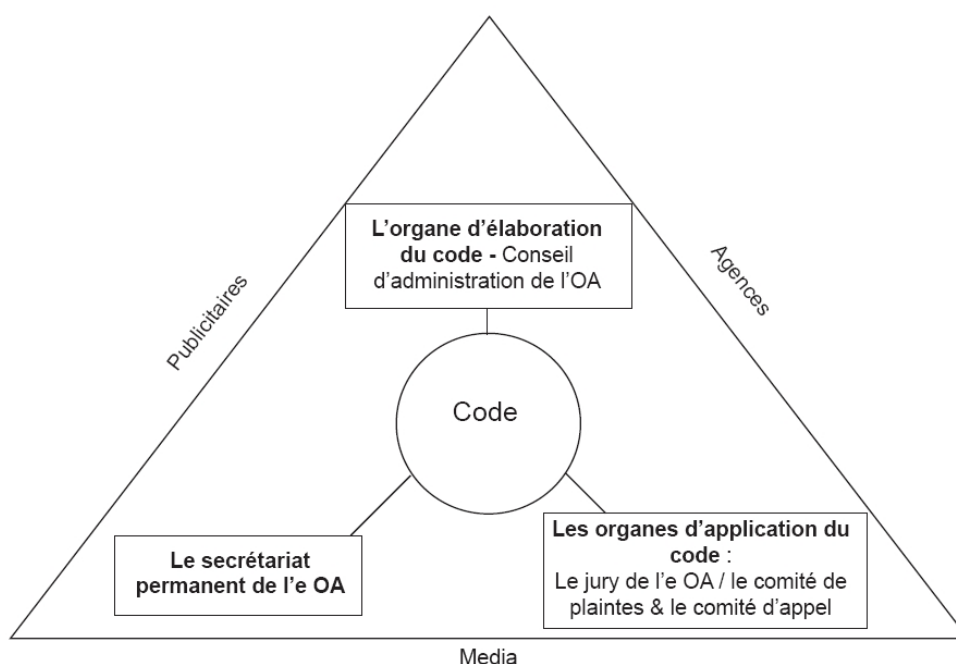 L'organe d'élaboration
du code - Conseil
d'administration de l'OA
Publicitaires
Agences
Code
Le secrétariat
permanent de l'e OA
Les organes d'application du
code :
Le jury de l'e OA / le comité de
plaintes & le comité d'appel
Media